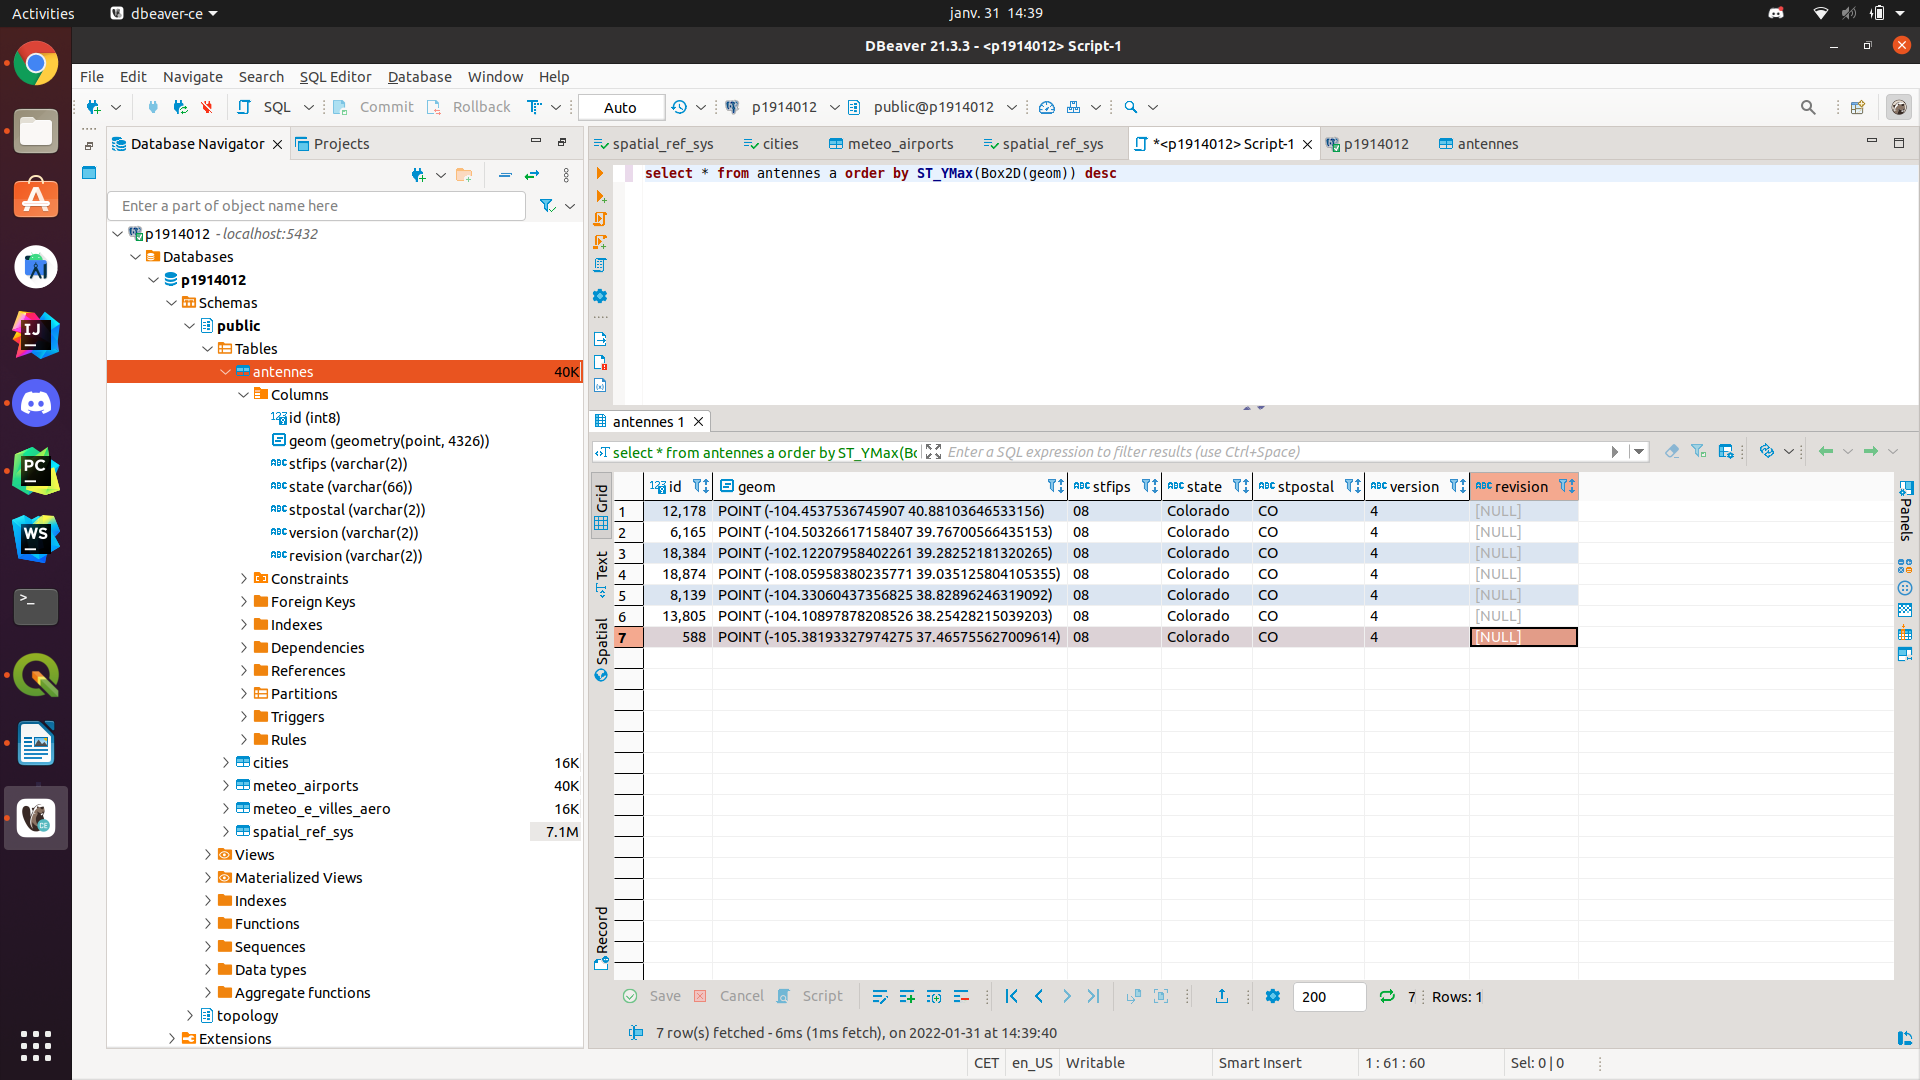 Activities
dbeaver-ce
janv. 31 14:39
DBeaver 21.3.3 - <p1914012> Script-1
File Edit Navigate Search SQL Editor Database Window Help
SQL Commit Rollback Auto p1914012 public@p1914012
Database Navigator
Projects
Enter a part of object name here
p1914012 - localhost:5432
Databases
p1914012
Schemas
public
Tables
antennes 40K
Columns
id (int8)
geom (geometry(point, 4326))
stfips (varchar(2))
state (varchar(66))
stpostal (varchar(2))
version (varchar(2))
revision (varchar(2))
Constraints
Foreign Keys
Indexes
Dependencies
References
Partitions
Triggers
Rules
cities 16K
meteo_airports 40K
meteo_e_villes_aero 16K
spatial_ref_sys 7.1M
Views
Materialized Views
Indexes
Functions
Sequences
Data types
Aggregate functions
topology
Extensions
spatial_ref_sys cities meteo_airports spatial_ref_sys *<p1914012> Script-1 p1914012 antennes
select * from antennes a order by ST_YMax(Box2D(geom)) desc
antennes 1
select * from antennes a order by ST_YMax(Bo
Enter a SQL expression to filter results (use Ctrl+Space)
Grid
Text
Spatial
Record
Panels
id geom stfips state stpostal version revision
1 12,178 POINT (-104.4537536745907 40.88103646533156) 08 Colorado CO 4 [NULL]
2 6,165 POINT (-104.50326617158407 39.76700566435153) 08 Colorado CO 4 [NULL]
3 18,384 POINT (-102.12207958402261 39.28252181320265) 08 Colorado CO 4 [NULL]
4 18,874 POINT (-108.05958380235771 39.035125804105355) 08 Colorado CO 4 [NULL]
5 8,139 POINT (-104.33060437356825 38.82896246319092) 08 Colorado CO 4 [NULL]
6 13,805 POINT (-104.10897878208526 38.25428215039203) 08 Colorado CO 4 [NULL]
7 588 POINT (-105.38193327974275 37.465755627009614) 08 Colorado CO 4 [NULL]
Save Cancel Script 200 7 Rows: 1
7 row(s) fetched - 6ms (1ms fetch), on 2022-01-31 at 14:39:40
CET en_US Writable Smart Insert 1 : 61 : 60 Sel: 0 | 0